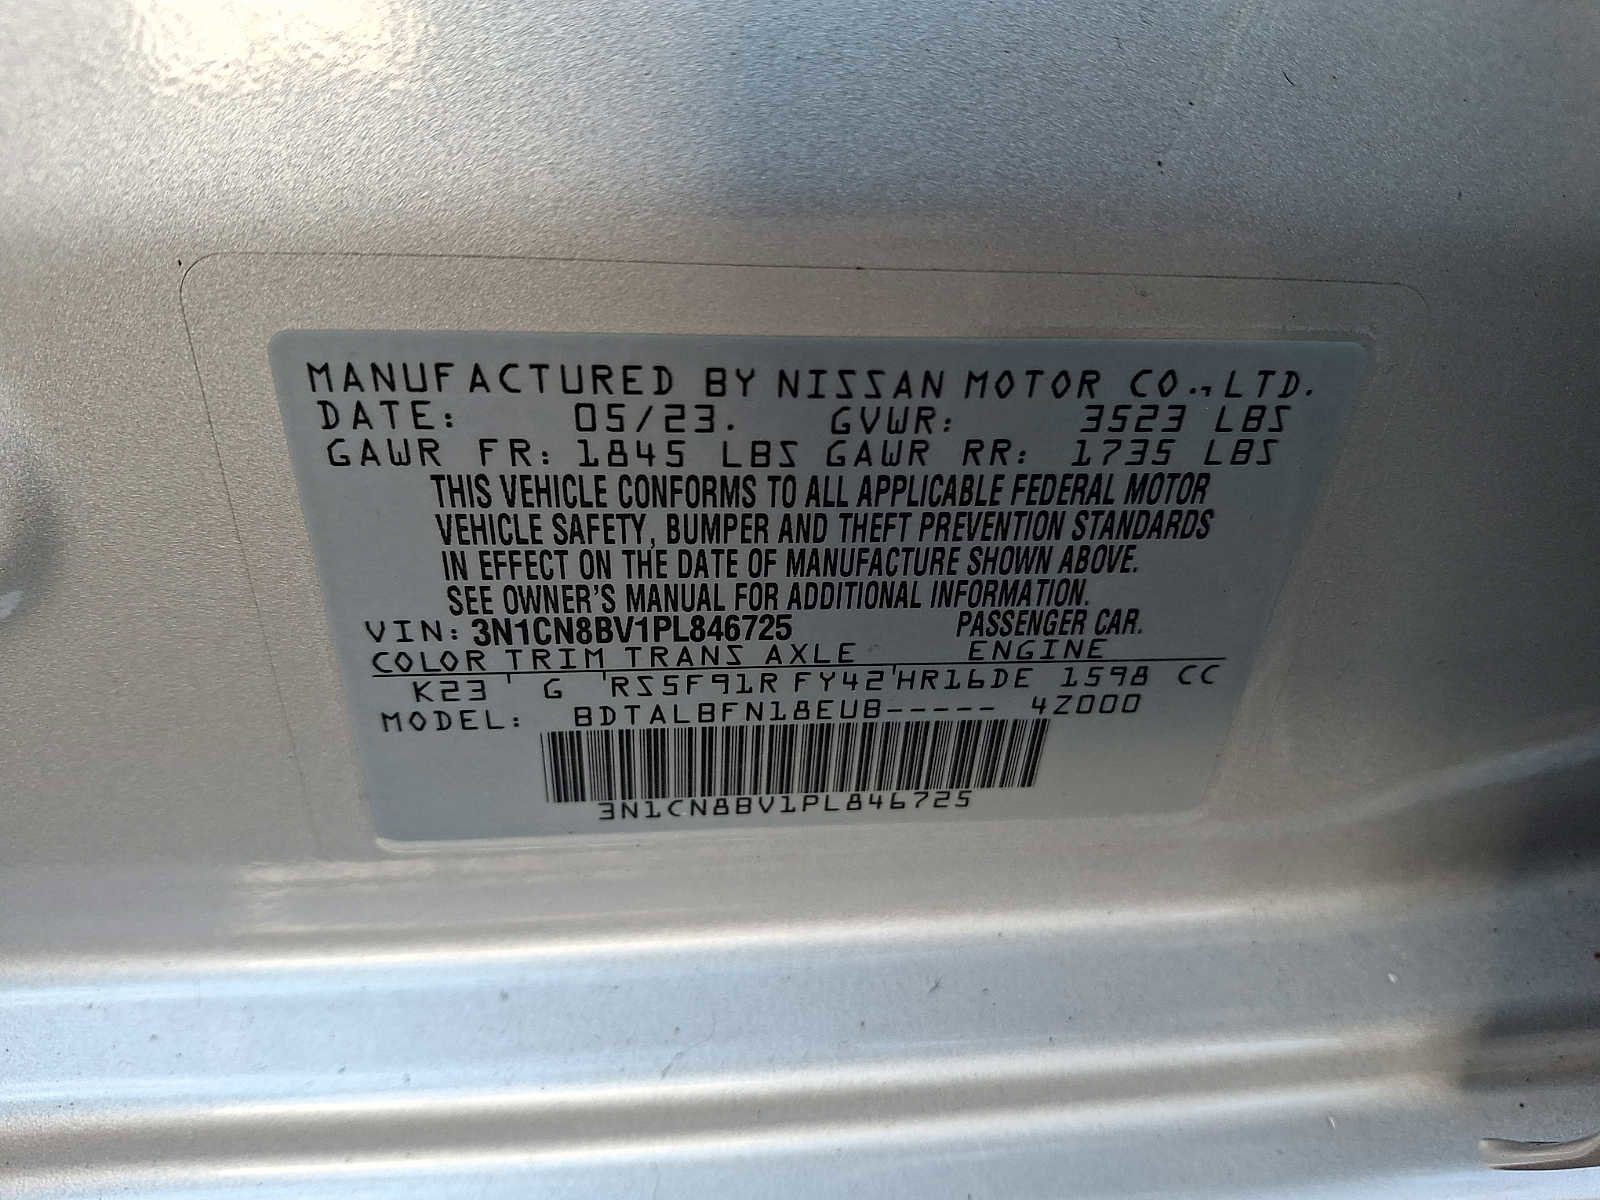 MANUFACTURED BY NISSAN MOTOR CO., LTD.
DATE: 05/23. GVWR: 3523 LBS
GAWR FR: 1845 LBS GAWR RR: 1735 LBS
THIS VEHICLE CONFORMS TO ALL APPLICABLE FEDERAL MOTOR
VEHICLE SAFETY, BUMPER AND THEFT PREVENTION STANDARDS
IN EFFECT ON THE DATE OF MANUFACTURE SHOWN ABOVE.
SEE OWNER'S MANUAL FOR ADDITIONAL INFORMATION.
VIN: 3N1CN8BV1PL846725 PASSENGER CAR.
COLOR TRIM TRANS AXLE ENGINE
K23 G RS5F91R FY42 HR16DE 1598 CC
MODEL: BDTALBFN18EUB----- 4Z000
3N1CN8BV1PL846725